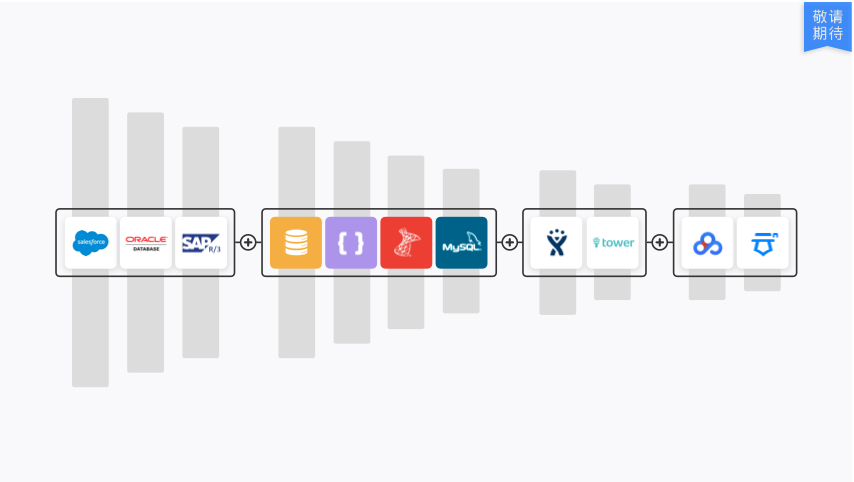 敬请
期待
salesforce
ORACLE
DATABASE
SAP
R/3
{ }
MySQL
tower